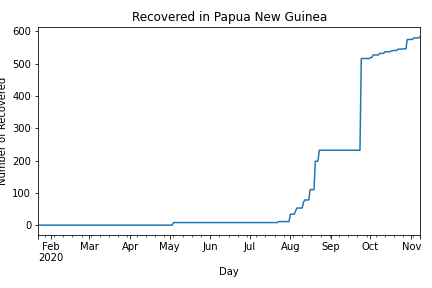 Recovered in Papua New Guinea
Number of Recovered
600
500
400
300
200
100
0
Feb Mar Apr May Jun Jul Aug Sep Oct Nov
2020
Day